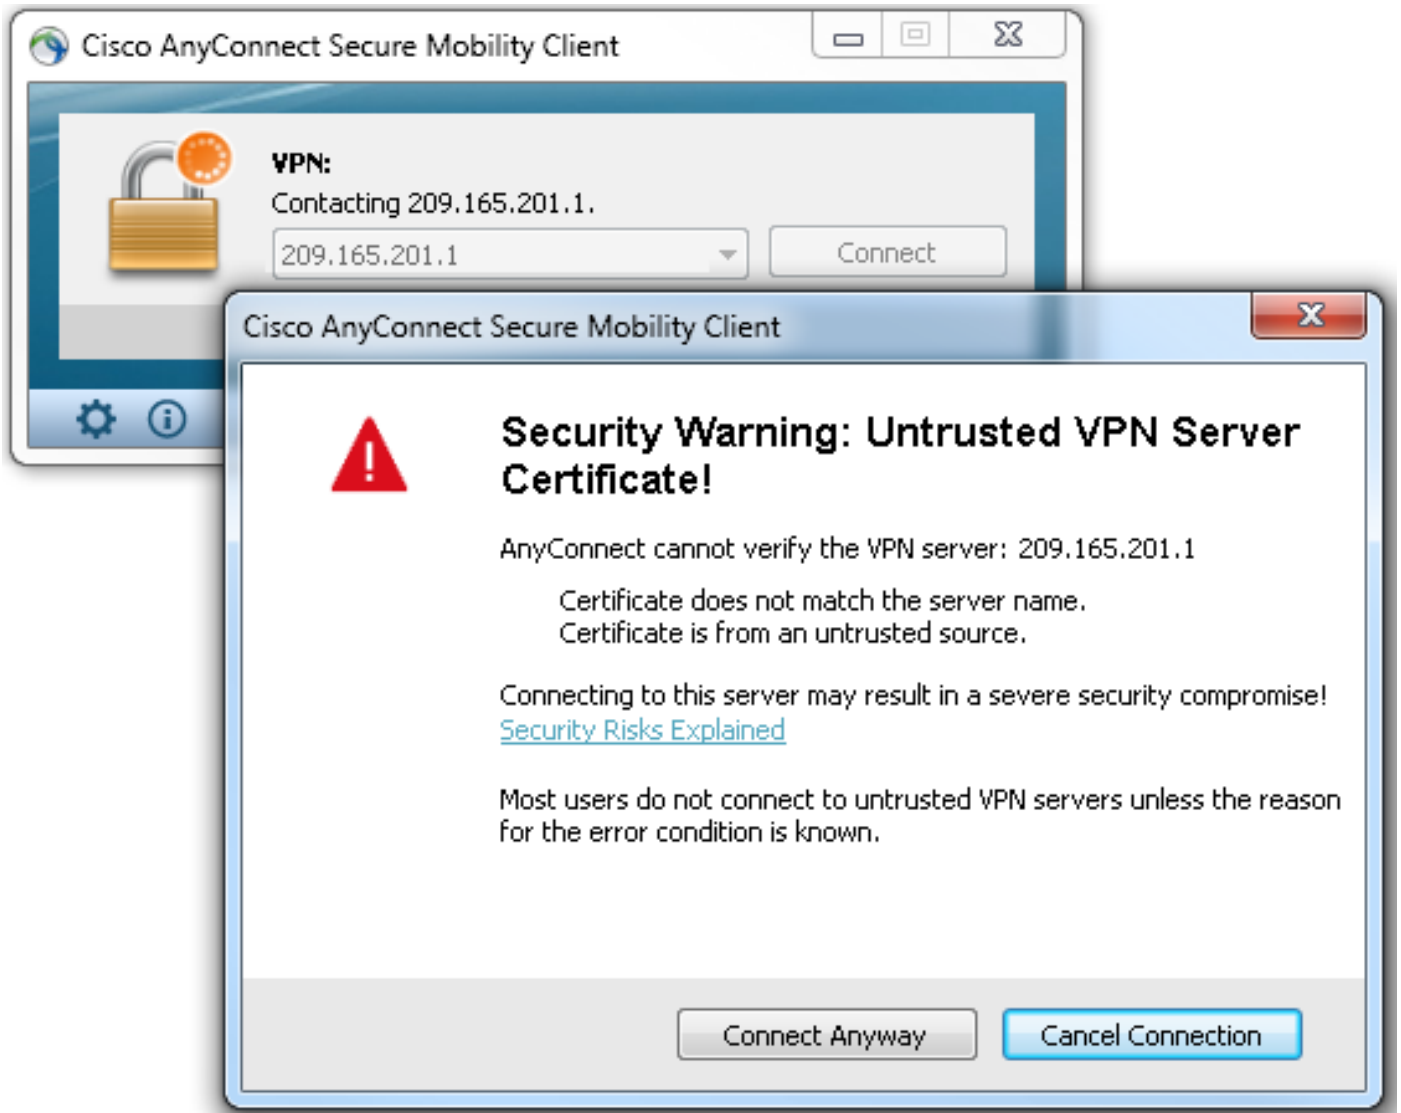 Cisco AnyConnect Secure Mobility Client
VPN:
Contacting 209.165.201.1.
209.165.201.1
Connect
Cisco AnyConnect Secure Mobility Client
Security Warning: Untrusted VPN Server
Certificate!
AnyConnect cannot verify the VPN server: 209.165.201.1
Certificate does not match the server name.
Certificate is from an untrusted source.
Connecting to this server may result in a severe security compromise!
Security Risks Explained
Most users do not connect to untrusted VPN servers unless the reason
for the error condition is known.
Connect Anyway
Cancel Connection